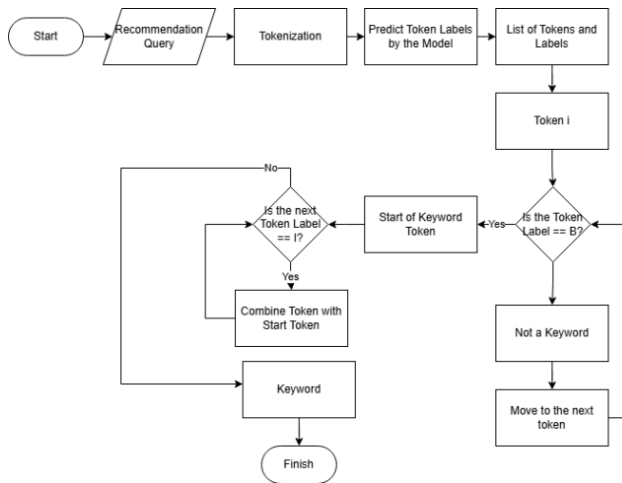 Start
Recommendation
Query
Tokenization
Predict Token Labels
by the Model
List of Tokens and
Labels
Token i
Is the Token
Label == B?
Yes
Start of Keyword
Token
Is the next
Token Label
== I?
No
Yes
Combine Token with
Start Token
Not a Keyword
Move to the next
token
Keyword
Finish